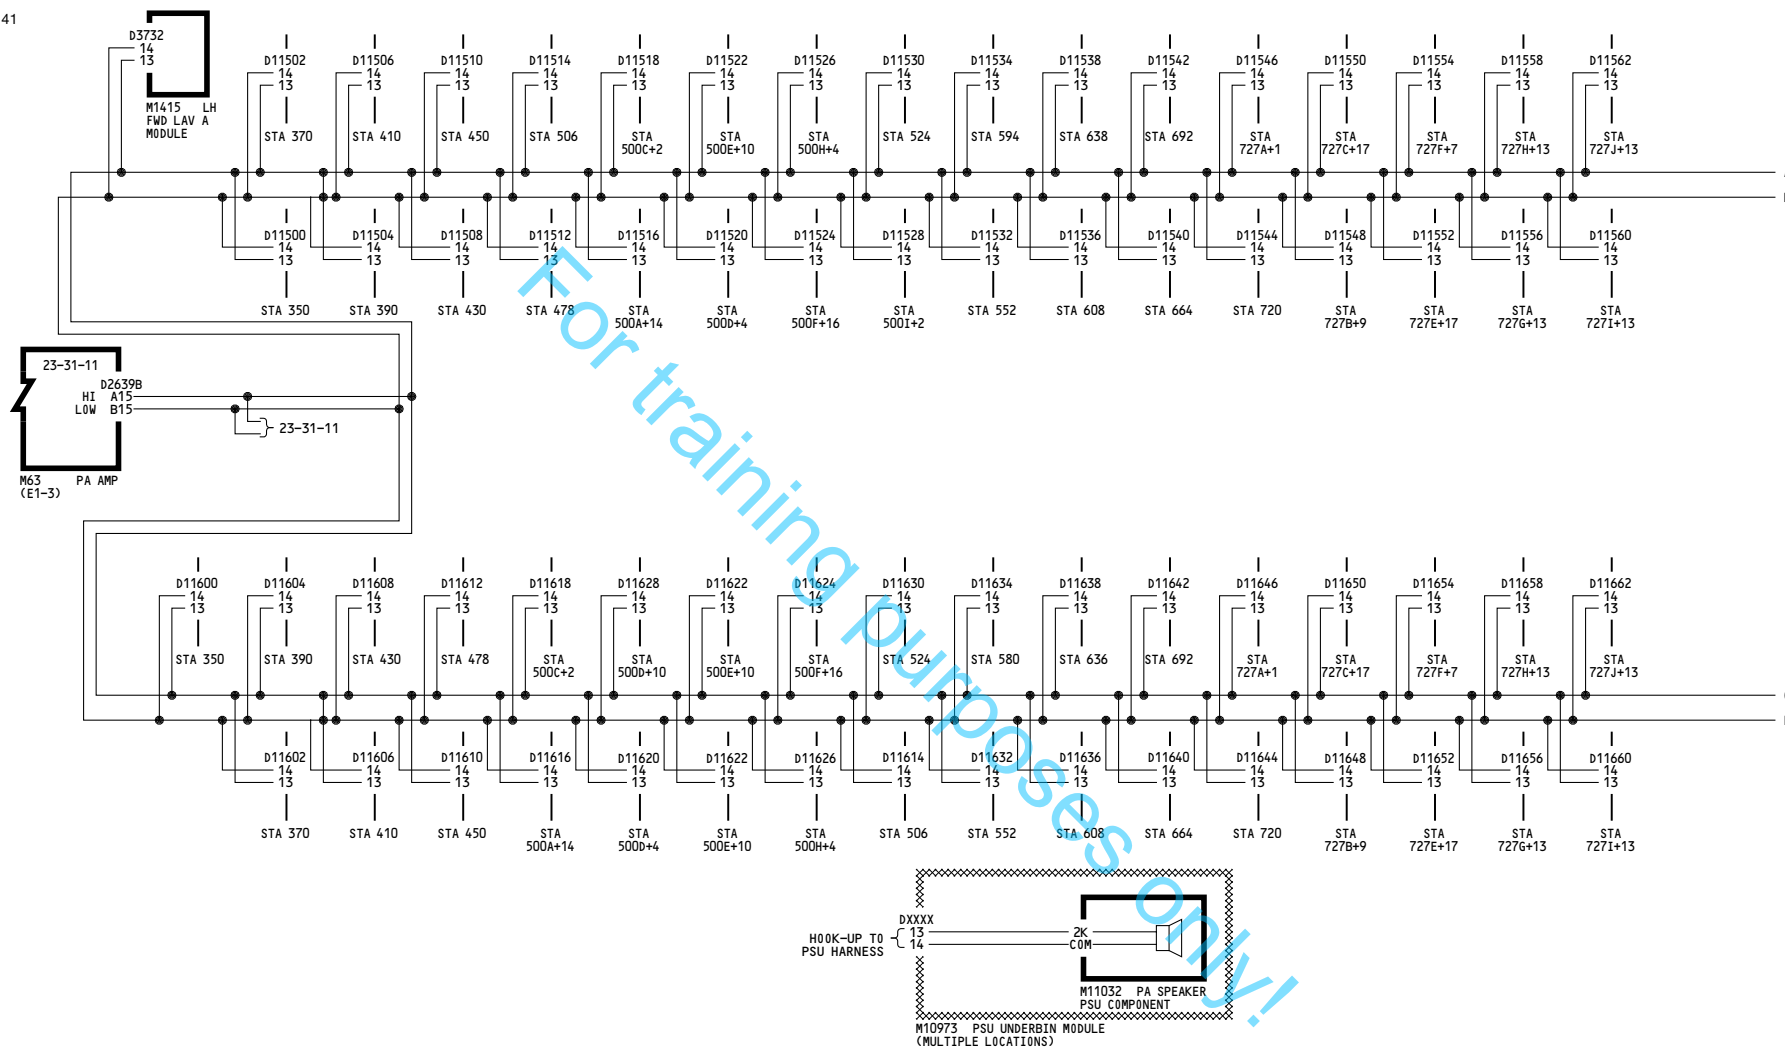 41
D3732
14
13
M1415 LH
FWD LAV A
MODULE
D11502 D11506 D11510 D11514 D11518 D11522 D11526 D11530 D11534 D11538 D11542 D11546 D11550 D11554 D11558 D11562
14 14 14 14 14 14 14 14 14 14 14 14 14 14 14 14
13 13 13 13 13 13 13 13 13 13 13 13 13 13 13 13
STA 370 STA 410 STA 450 STA 506 STA STA STA STA 524 STA 594 STA 638 STA 692 STA STA STA STA STA
500C+2 500E+10 500H+4 727A+1 727C+17 727F+7 727H+13 727J+13
D11500 D11504 D11508 D11512 D11516 D11520 D11524 D11528 D11532 D11536 D11540 D11544 D11548 D11552 D11556 D11560
14 14 14 14 14 14 14 14 14 14 14 14 14 14 14 14
13 13 13 13 13 13 13 13 13 13 13 13 13 13 13 13
STA 350 STA 390 STA 430 STA 478 STA STA STA STA STA 552 STA 608 STA 664 STA 720 STA STA STA STA
500A+14 500D+4 500F+16 500I+2 727B+9 727E+17 727G+13 727I+13
23-31-11
D2639B
HI A15
LOW B15
23-31-11
M63 PA AMP
(E1-3)
D11600 D11604 D11608 D11612 D11618 D11628 D11622 D11624 D11630 D11634 D11638 D11642 D11646 D11650 D11654 D11658 D11662
14 14 14 14 14 14 14 14 14 14 14 14 14 14 14 14 14
13 13 13 13 13 13 13 13 13 13 13 13 13 13 13 13 13
STA 350 STA 390 STA 430 STA 478 STA STA STA STA STA 524 STA 580 STA 636 STA 692 STA STA STA STA STA
500C+2 500D+10 500E+10 500F+16 727A+1 727C+17 727F+7 727H+13 727J+13
D11602 D11606 D11610 D11616 D11620 D11622 D11626 D11614 D11632 D11636 D11640 D11644 D11648 D11652 D11656 D11660
14 14 14 14 14 14 14 14 14 14 14 14 14 14 14 14
13 13 13 13 13 13 13 13 13 13 13 13 13 13 13 13
STA 370 STA 410 STA 450 STA STA STA STA STA 506 STA 552 STA 608 STA 664 STA 720 STA STA STA STA
500A+14 500D+4 500E+10 500H+4 727B+9 727E+17 727G+13 727I+13
DXXXX
HOOK-UP TO 13 2K
PSU HARNESS 14 COM
M11032 PA SPEAKER
PSU COMPONENT
M10973 PSU UNDERBIN MODULE
(MULTIPLE LOCATIONS)
For training purposes only!